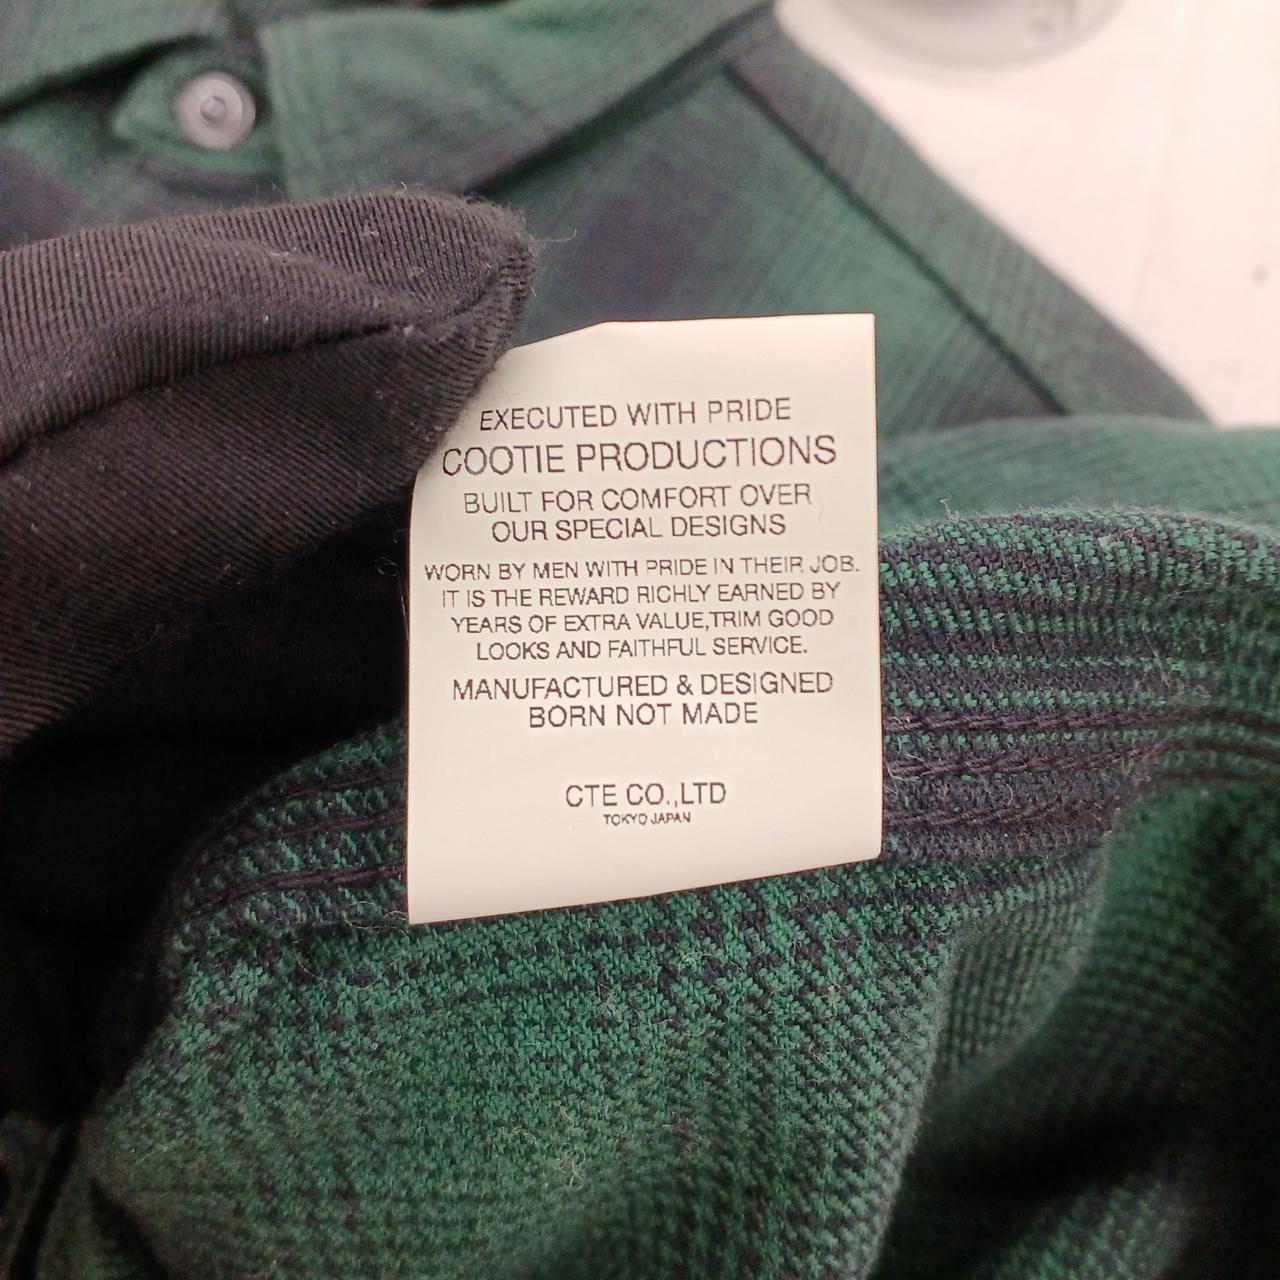 EXECUTED WITH PRIDE
COOTIE PRODUCTIONS
BUILT FOR COMFORT OVER
OUR SPECIAL DESIGNS
WORN BY MEN WITH PRIDE IN THEIR JOB.
IT IS THE REWARD RICHLY EARNED BY
YEARS OF EXTRA VALUE,TRIM GOOD
LOOKS AND FAITHFUL SERVICE.
MANUFACTURED & DESIGNED
BORN NOT MADE
CTE CO.,LTD
TOKYO JAPAN